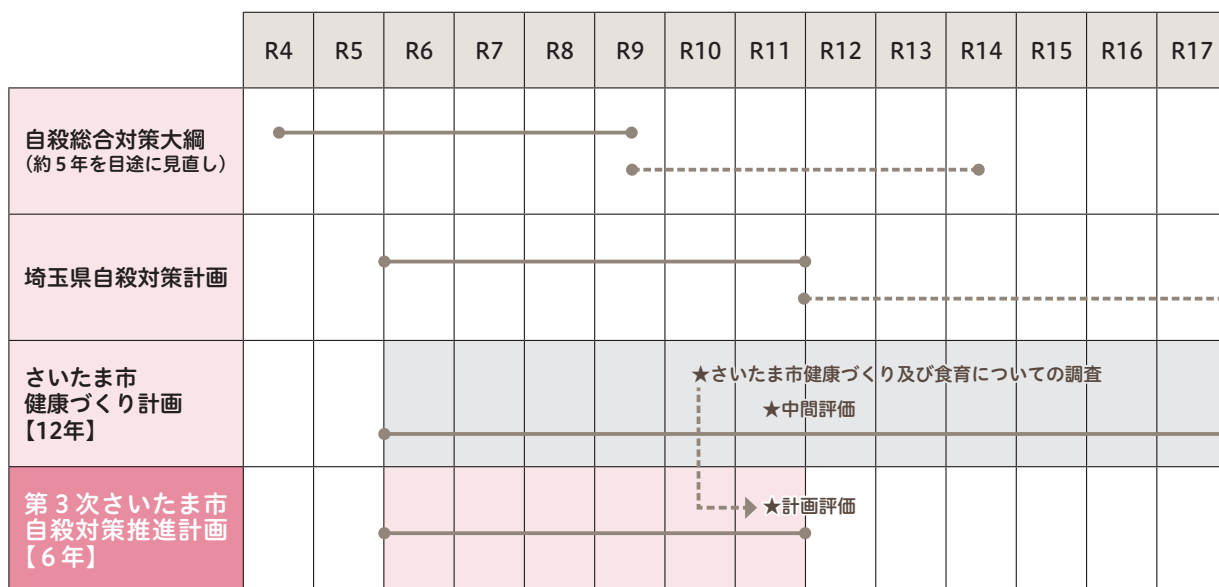 R4 R5 R6 R7 R8 R9 R10 R11 R12 R13 R14 R15 R16 R17
自殺総合対策大綱
（約５年を目途に見直し）
埼玉県自殺対策計画
さいたま市
健康づくり計画
【12年】
★さいたま市健康づくり及び食育についての調査
★中間評価
第３次さいたま市
自殺対策推進計画
【６年】
★計画評価